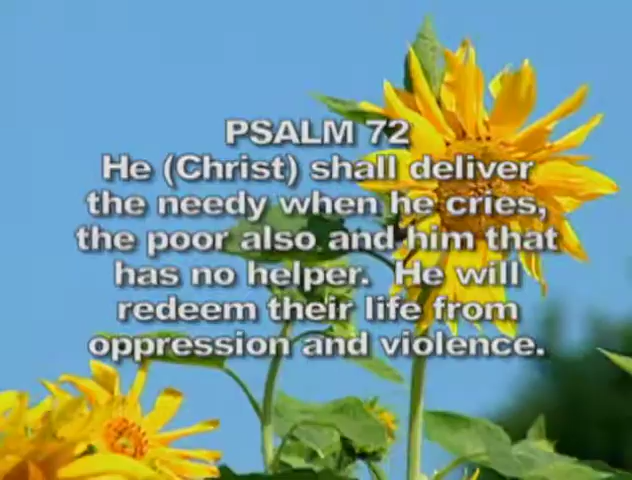 PSALM 72
He (Christ) shall deliver
the needy when he cries,
the poor also and him that
has no helper.  He will
redeem their life from
oppression and violence.